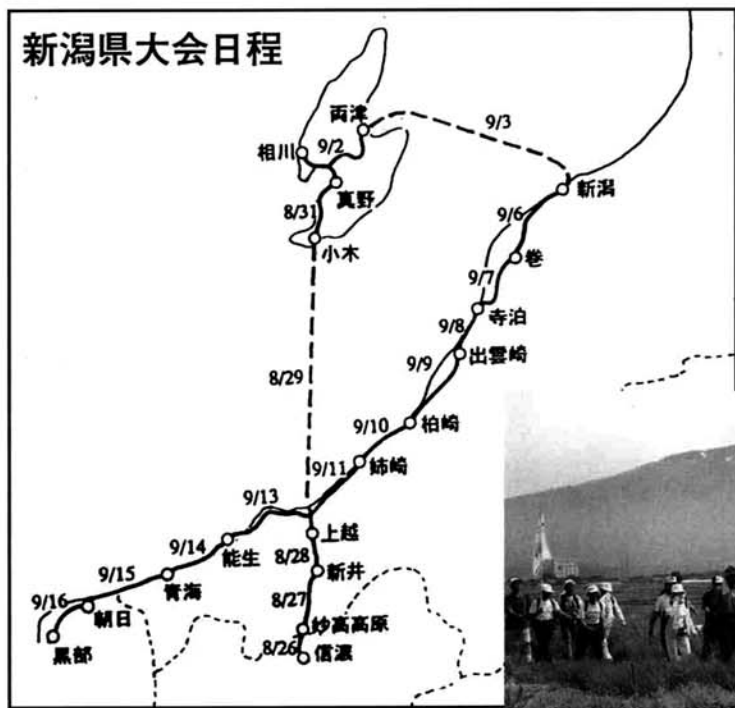 新潟県大会日程
両津
9/3
相川
9/2
真野
新潟
8/31
小木
9/6
巻
9/7
寺泊
9/8
出雲崎
9/9
8/29
柏崎
9/10
姉崎
9/11
9/13
上越
能生
9/14
8/28
新井
青海
9/15
8/27
9/16
朝日
妙高高原
黒部
8/26
信濃